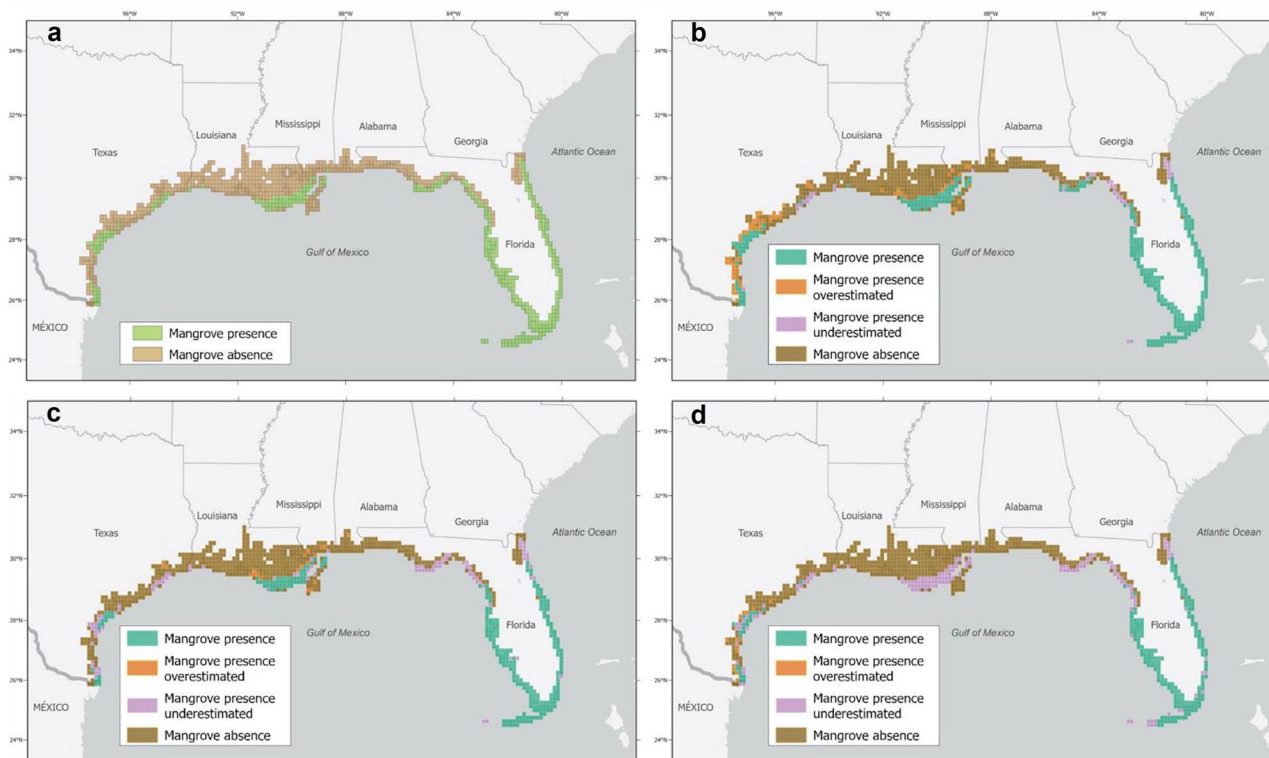 a
96°W 92°W 88°W 84°W 80°W
34°N
32°N
30°N
28°N
26°N
24°N
Texas
Louisiana
Mississippi
Alabama
Georgia
Atlantic Ocean
Florida
Gulf of Mexico
MÉXICO
Mangrove presence
Mangrove absence
b
96°W 92°W 88°W 84°W 80°W
34°N
32°N
30°N
28°N
26°N
24°N
Texas
Louisiana
Mississippi
Alabama
Georgia
Atlantic Ocean
Florida
Gulf of Mexico
MÉXICO
Mangrove presence
Mangrove presence
overestimated
Mangrove presence
underestimated
Mangrove absence
c
34°N
32°N
30°N
28°N
26°N
24°N
Texas
Louisiana
Mississippi
Alabama
Georgia
Atlantic Ocean
Florida
Gulf of Mexico
MÉXICO
Mangrove presence
Mangrove presence
overestimated
Mangrove presence
underestimated
Mangrove absence
d
34°N
32°N
30°N
28°N
26°N
24°N
Texas
Louisiana
Mississippi
Alabama
Georgia
Atlantic Ocean
Florida
Gulf of Mexico
MÉXICO
Mangrove presence
Mangrove presence
overestimated
Mangrove presence
underestimated
Mangrove absence